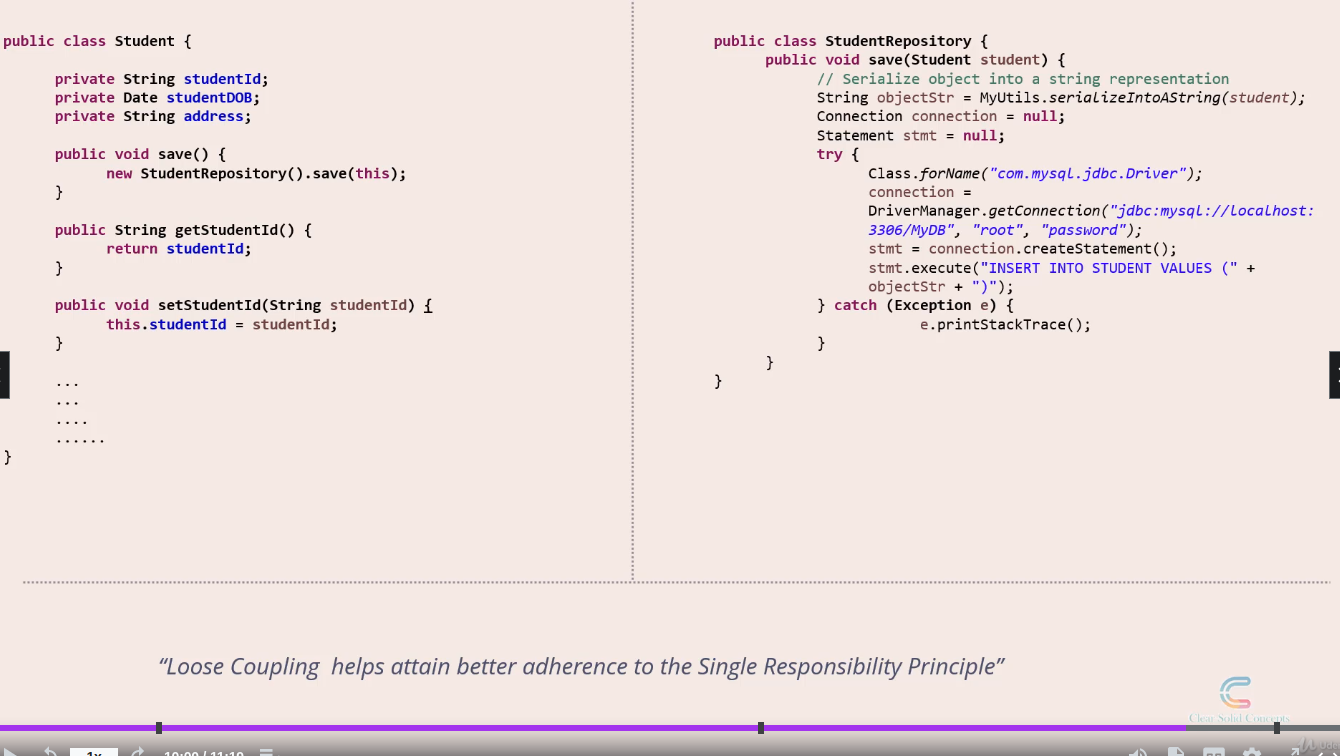 public class Student {
private String studentId;
private Date studentDOB;
private String address;
public void save() {
new StudentRepository().save(this);
}
public String getStudentId() {
return studentId;
}
public void setStudentId(String studentId) {
this.studentId = studentId;
}
...
...
....
......
}
public class StudentRepository {
public void save(Student student) {
// Serialize object into a string representation
String objectStr = MyUtils.serializeIntoAString(student);
Connection connection = null;
Statement stmt = null;
try {
Class.forName("com.mysql.jdbc.Driver");
connection =
DriverManager.getConnection("jdbc:mysql://localhost:
3306/MyDB", "root", "password");
stmt = connection.createStatement();
stmt.execute("INSERT INTO STUDENT VALUES (" +
objectStr + ")");
} catch (Exception e) {
e.printStackTrace();
}
}
}
“Loose Coupling helps attain better adherence to the Single Responsibility Principle”
Clear Solid Concepts
1x
10:00 / 11:19